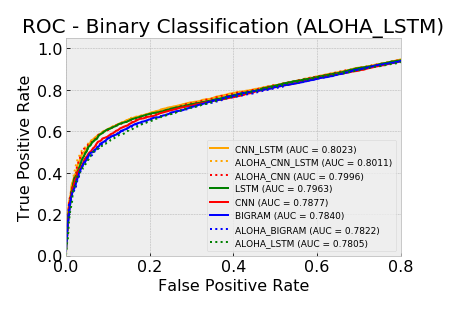 ROC - Binary Classification (ALOHA_LSTM)
True Positive Rate
1.0
0.8
0.6
0.4
0.2
0.0
CNN_LSTM (AUC = 0.8023)
ALOHA_CNN_LSTM (AUC = 0.8011)
ALOHA_CNN (AUC = 0.7996)
LSTM (AUC = 0.7963)
CNN (AUC = 0.7877)
BIGRAM (AUC = 0.7840)
ALOHA_BIGRAM (AUC = 0.7822)
ALOHA_LSTM (AUC = 0.7805)
0.0 0.2 0.4 0.6 0.8
False Positive Rate